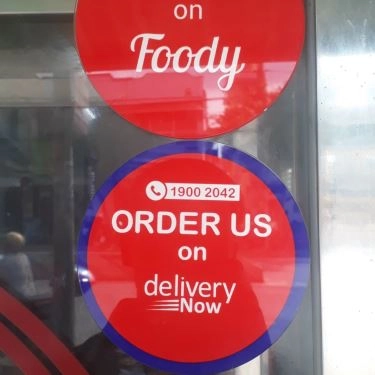 on
Foody
1900 2042
ORDER US
on
delivery
Now